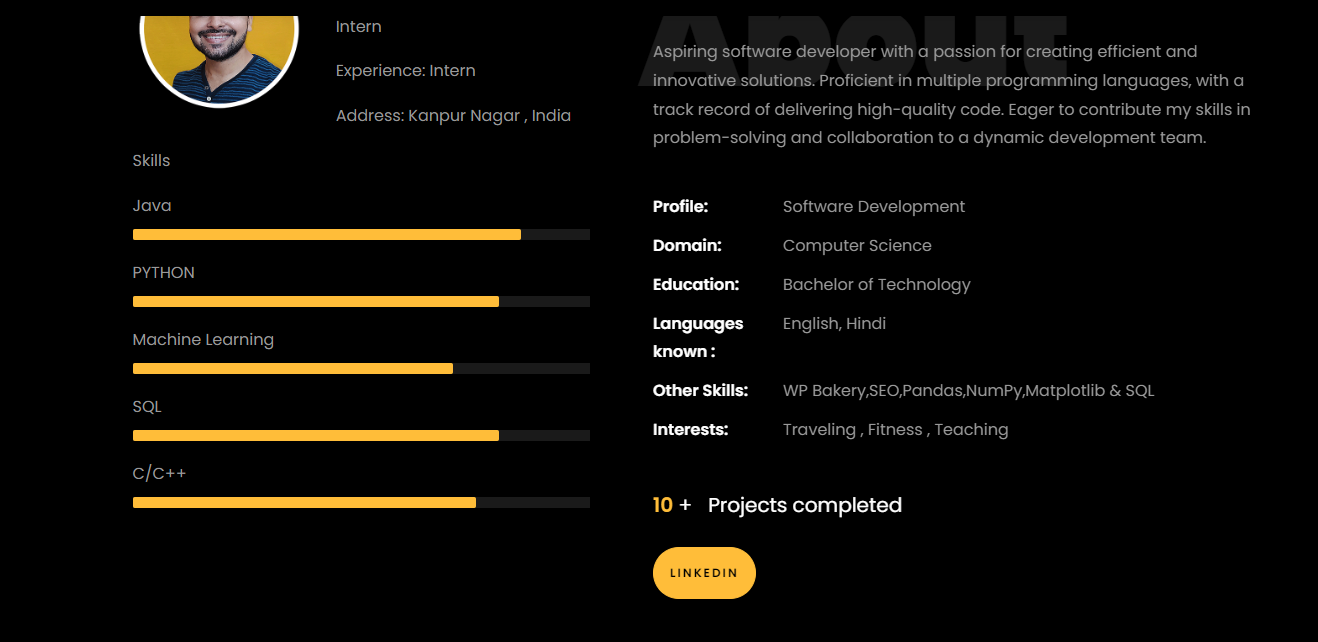 Intern
Experience: Intern
Address: Kanpur Nagar , India
Skills
Java
PYTHON
Machine Learning
SQL
C/C++
About
Aspiring software developer with a passion for creating efficient and
innovative solutions. Proficient in multiple programming languages, with a
track record of delivering high-quality code. Eager to contribute my skills in
problem-solving and collaboration to a dynamic development team.
Profile: Software Development
Domain: Computer Science
Education: Bachelor of Technology
Languages English, Hindi
known :
Other Skills: WP Bakery,SEO,Pandas,NumPy,Matplotlib & SQL
Interests: Traveling , Fitness , Teaching
10 + Projects completed
LINKEDIN